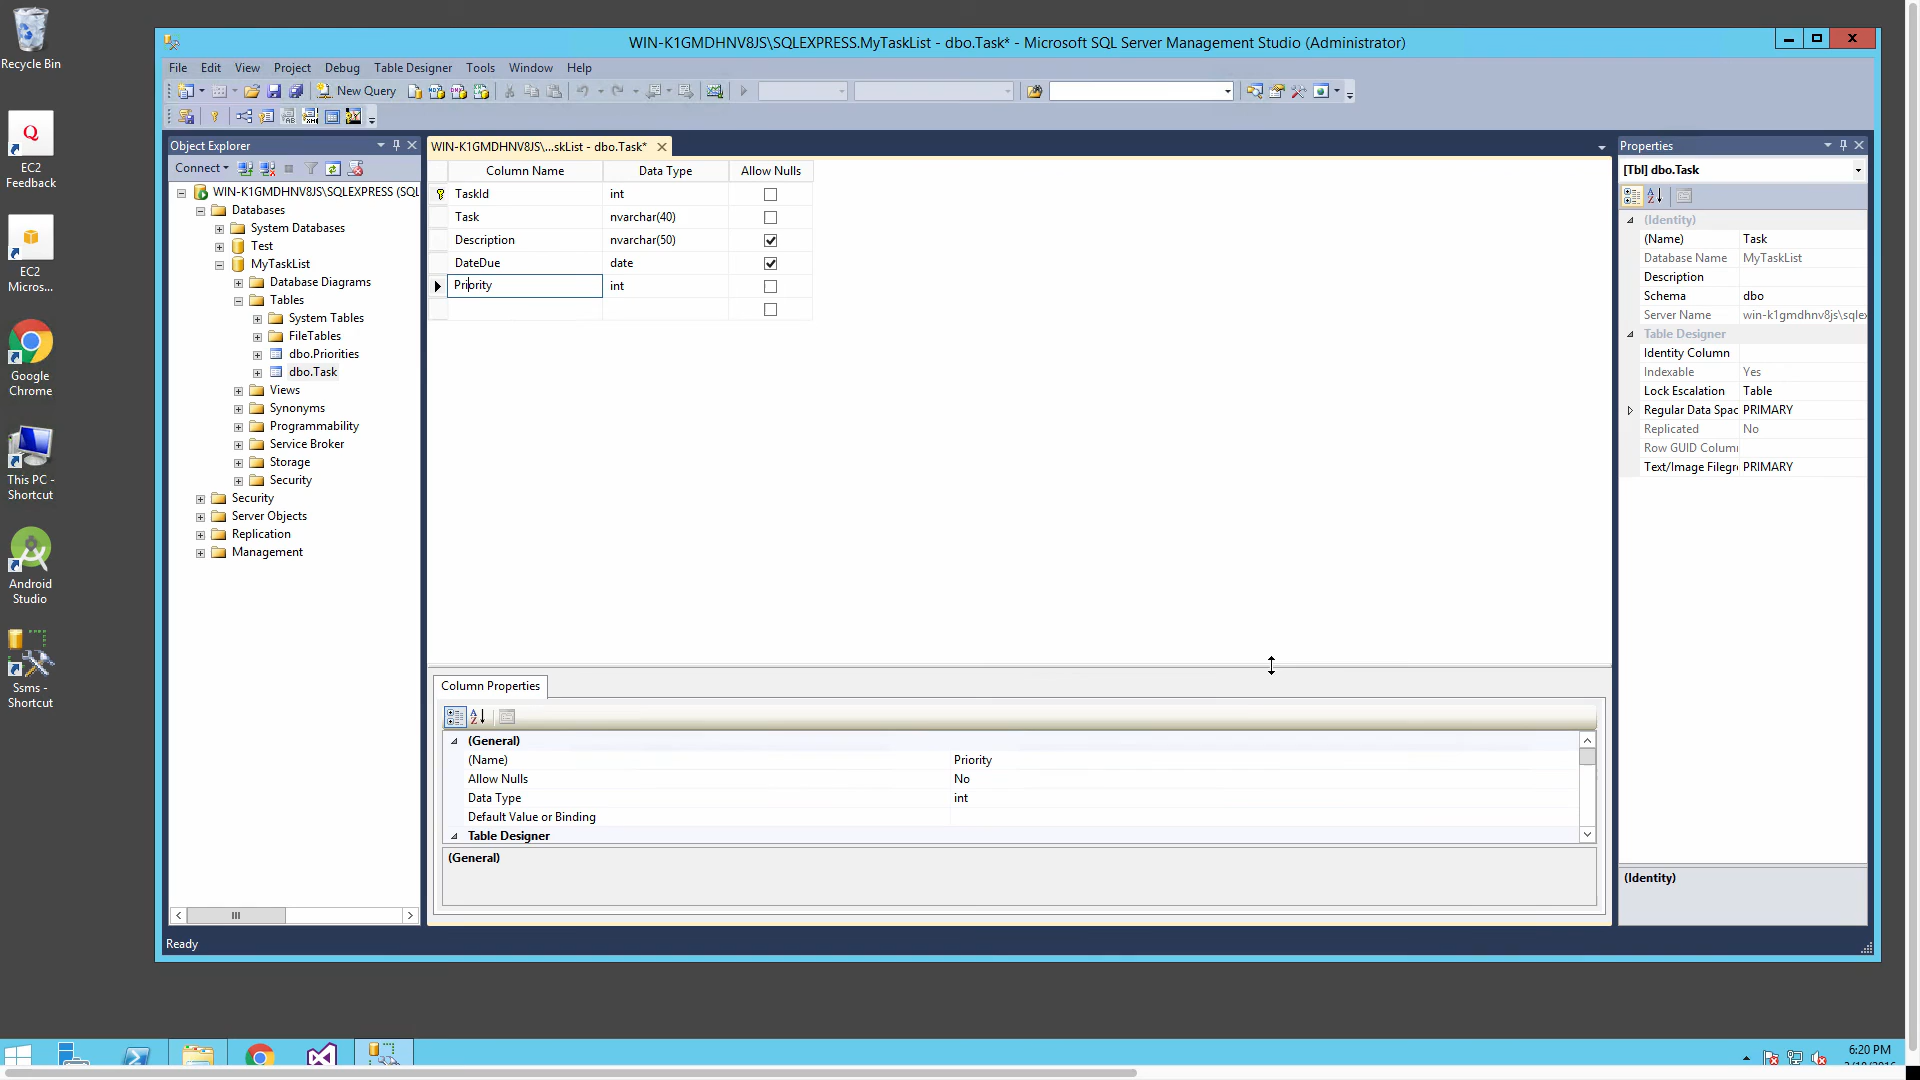 Recycle Bin
EC2
Feedback
EC2
Micros...
Google
Chrome
This PC -
Shortcut
Android
Studio
Ssms -
Shortcut
WIN-K1GMDHNV8JS\SQLEXPRESS.MyTaskList - dbo.Task* - Microsoft SQL Server Management Studio (Administrator)
File Edit View Project Debug Table Designer Tools Window Help
New Query
Object Explorer
Connect
WIN-K1GMDHNV8JS\SQLEXPRESS (SQL
Databases
System Databases
Test
MyTaskList
Database Diagrams
Tables
System Tables
FileTables
dbo.Priorities
dbo.Task
Views
Synonyms
Programmability
Service Broker
Storage
Security
Security
Server Objects
Replication
Management
WIN-K1GMDHNV8JS\...skList - dbo.Task*
Column Name Data Type Allow Nulls
TaskId int
Task nvarchar(40)
Description nvarchar(50)
DateDue date
Priority int
Column Properties
(General)
(Name) Priority
Allow Nulls No
Data Type int
Default Value or Binding
Table Designer
(General)
Properties
[Tbl] dbo.Task
(Identity)
(Name) Task
Database Name MyTaskList
Description
Schema dbo
Server Name win-k1gmdhnv8js\sqlex
Table Designer
Identity Column
Indexable Yes
Lock Escalation Table
Regular Data Spac PRIMARY
Replicated No
Row GUID Colum
Text/Image Filegr PRIMARY
(Identity)
Ready
6:20 PM